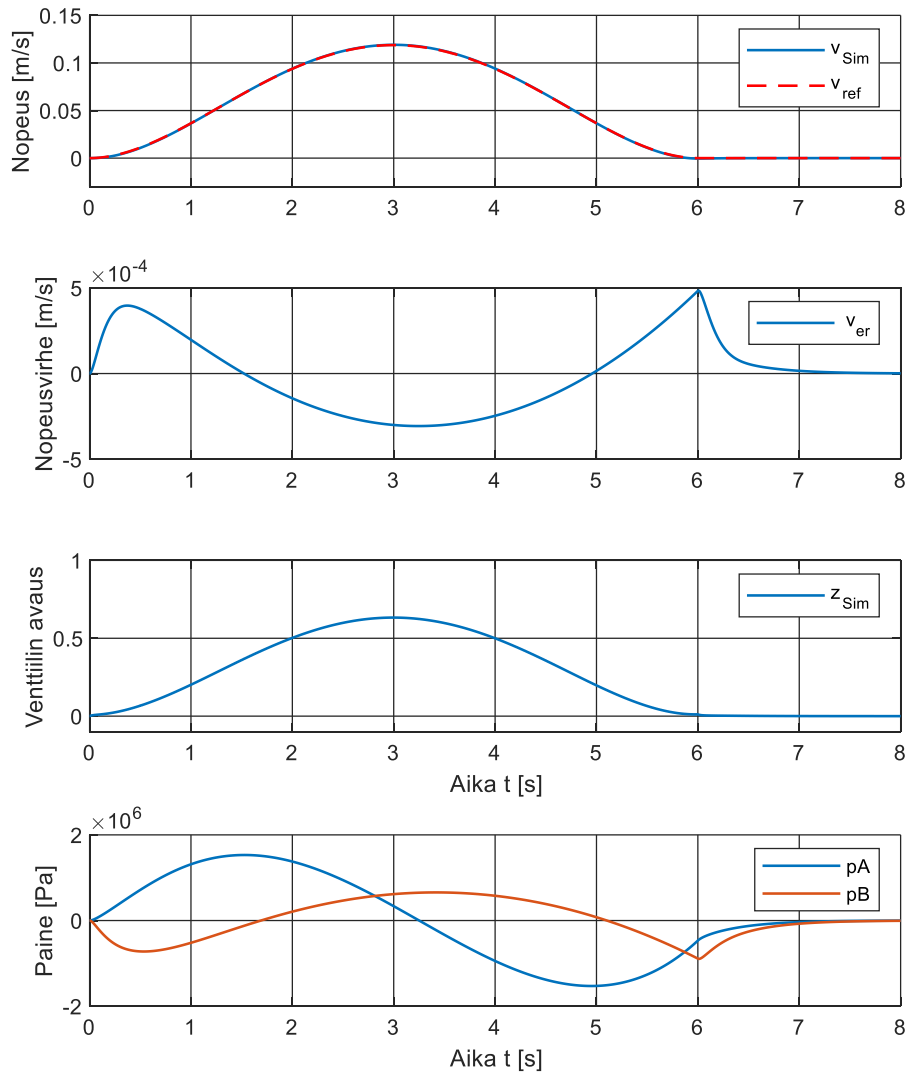 Nopeus [m/s]
0.15
0.1
0.05
0
v_Sim
v_ref
0 1 2 3 4 5 6 7 8
Nopeusvirhe [m/s]
×10^-4
5
0
-5
v_er
0 1 2 3 4 5 6 7 8
Venttiilin avaus
1
0.5
0
z_Sim
0 1 2 3 4 5 6 7 8
Aika t [s]
Paine [Pa]
×10^6
2
0
-2
pA
pB
0 1 2 3 4 5 6 7 8
Aika t [s]